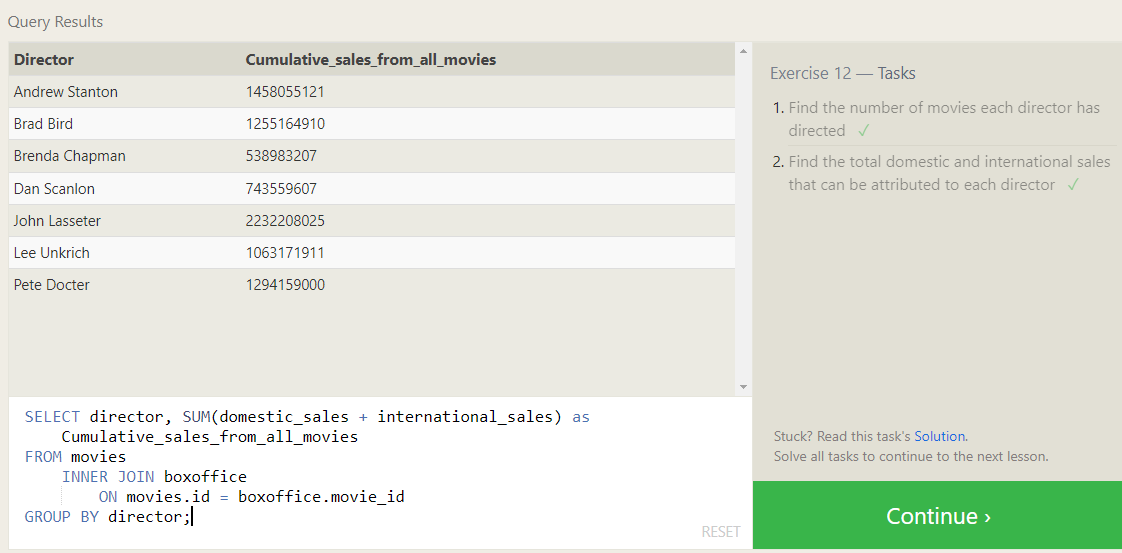 Query Results
Director Cumulative_sales_from_all_movies
Andrew Stanton 1458055121
Brad Bird 1255164910
Brenda Chapman 538983207
Dan Scanlon 743559607
John Lasseter 2232208025
Lee Unkrich 1063171911
Pete Docter 1294159000
SELECT director, SUM(domestic_sales + international_sales) as
Cumulative_sales_from_all_movies
FROM movies
INNER JOIN boxoffice
ON movies.id = boxoffice.movie_id
GROUP BY director;
RESET
Exercise 12 — Tasks
1. Find the number of movies each director has
directed ✓
2. Find the total domestic and international sales
that can be attributed to each director ✓
Stuck? Read this task's Solution.
Solve all tasks to continue to the next lesson.
Continue ›